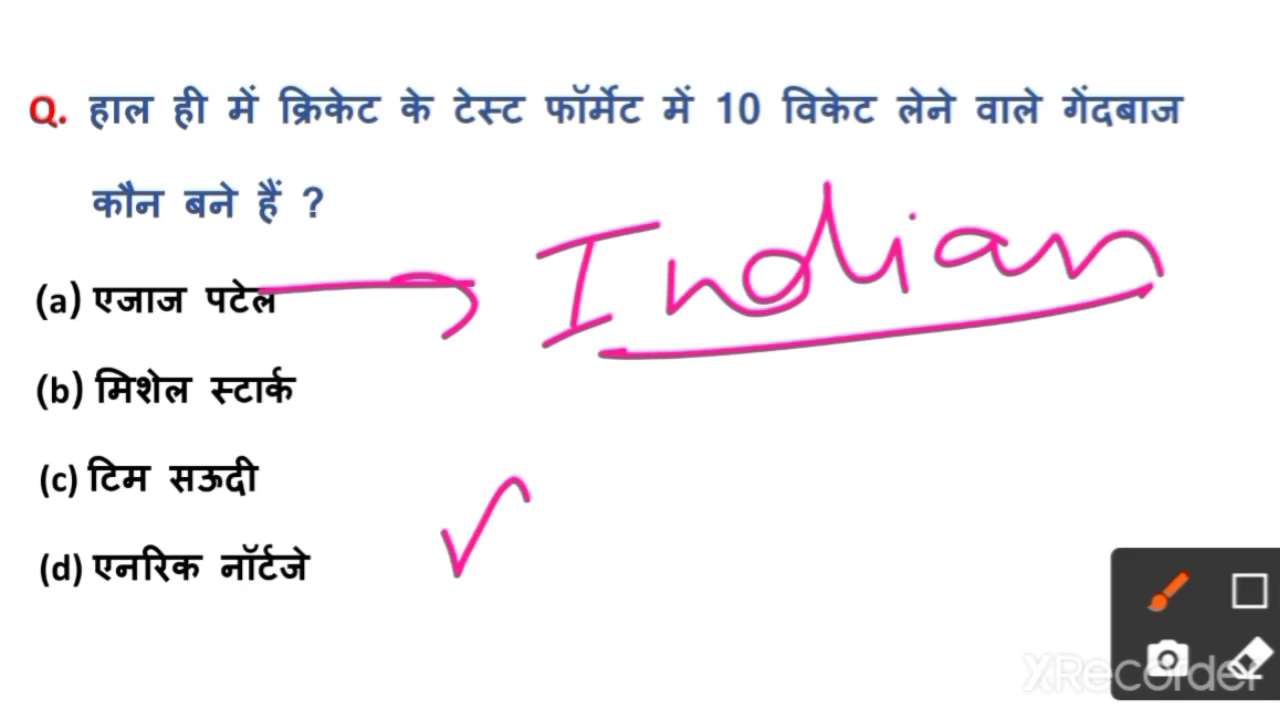 Q. हाल ही में क्रिकेट के टेस्ट फॉर्मेट में 10 विकेट लेने वाले गेंदबाज
कौन बने हैं ?
Indian
(a) एजाज पटेल
(b) मिशेल स्टार्क
(c) टिम सऊदी
(d) एनरिक नॉर्टजे
XRecorder